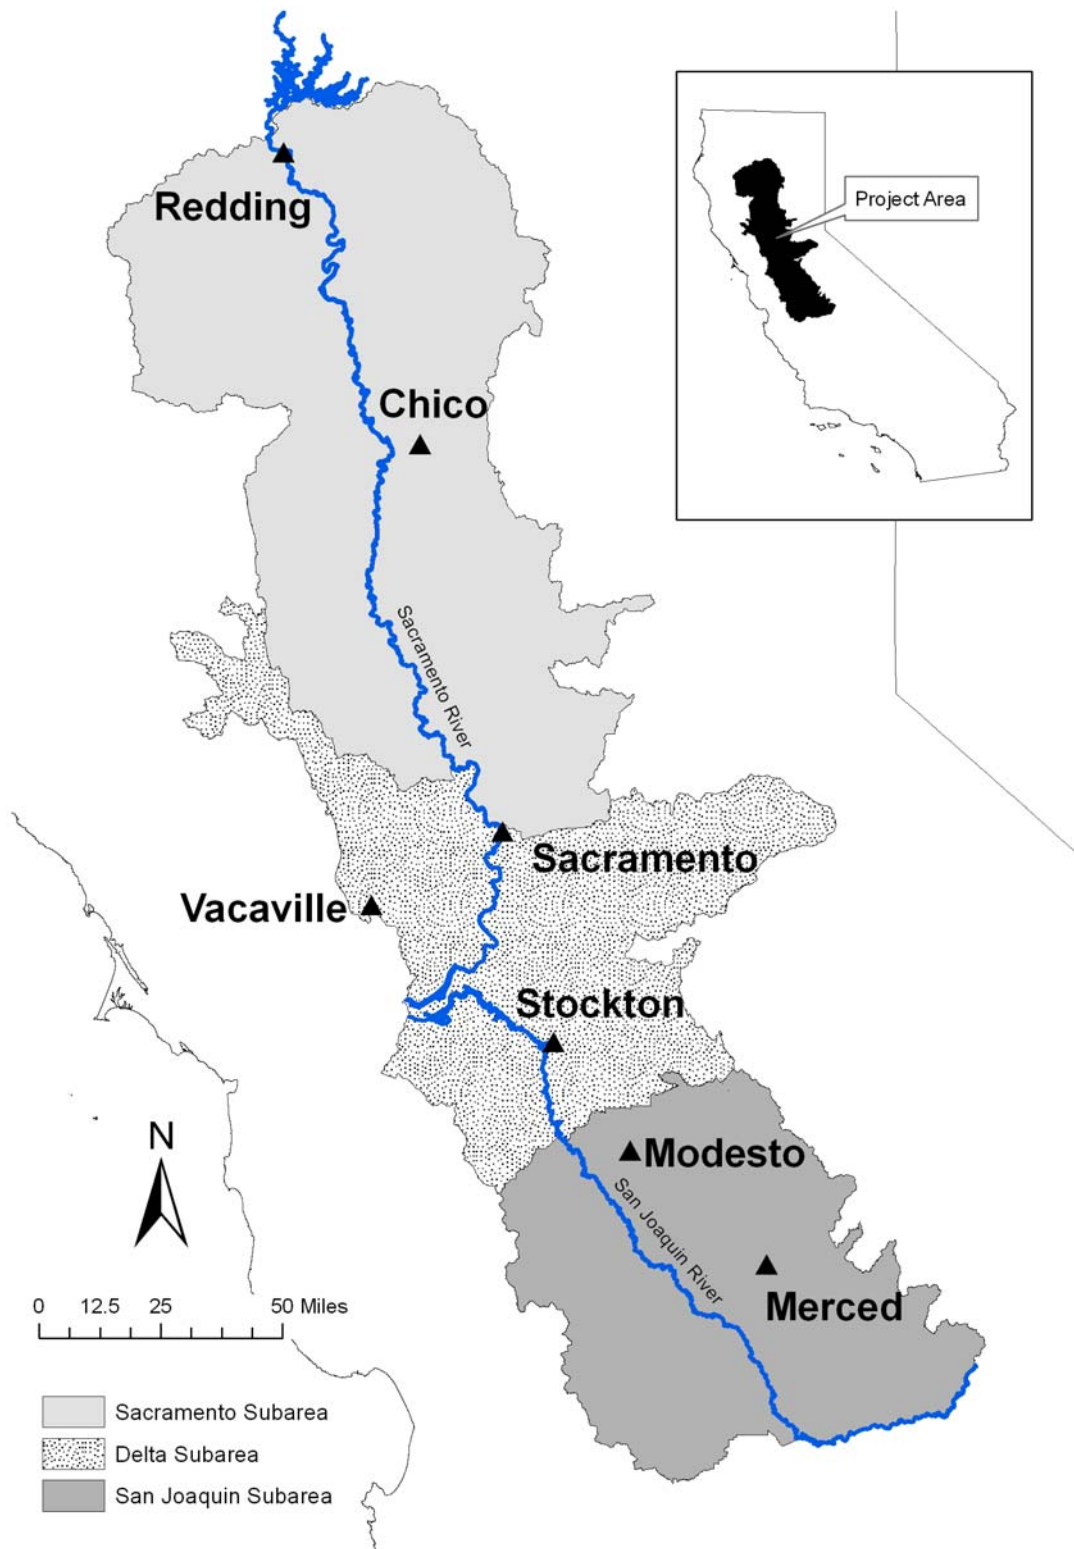 Redding
Project Area
Chico
Sacramento River
Sacramento
Vacaville
Stockton
N
Modesto
San Joaquin River
Merced
0 12.5 25 50 Miles
Sacramento Subarea
Delta Subarea
San Joaquin Subarea